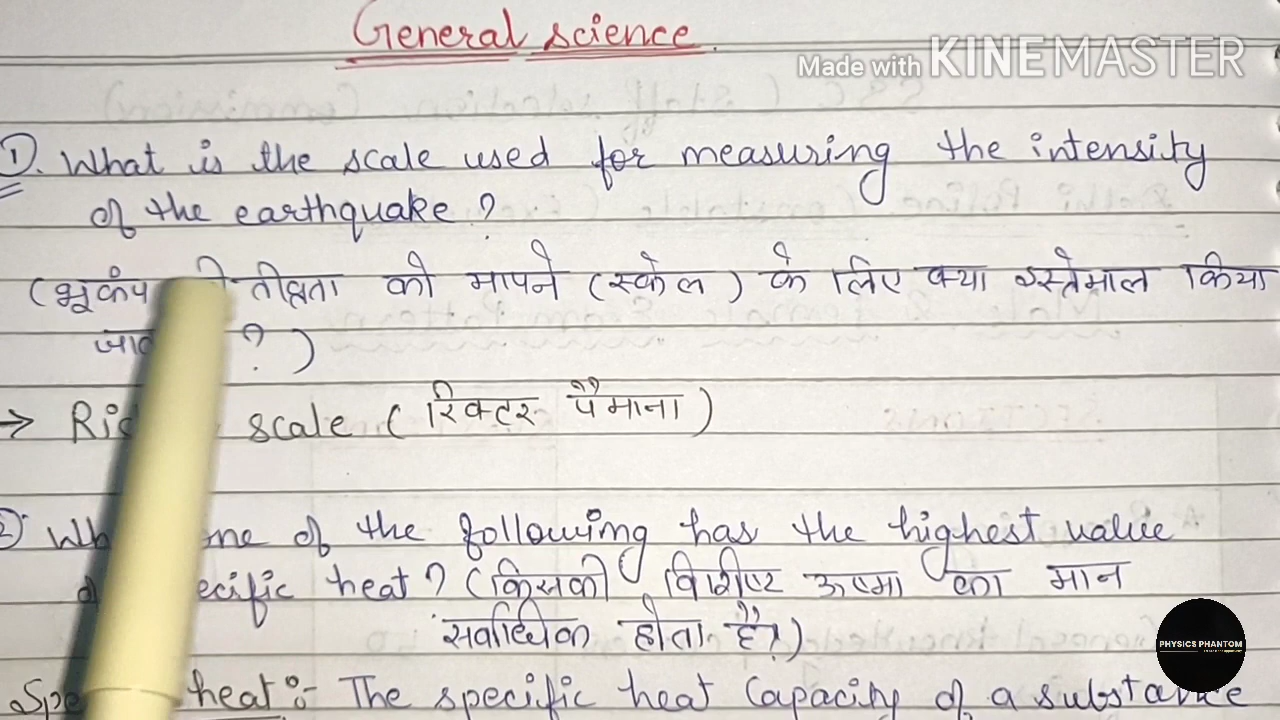 General science
Made with KINEMASTER
1). What is the scale used for measuring the intensity
of the earthquake ?
(भूकंप तीव्रता को मापने (स्केल) के लिए क्या इस्तेमाल किया
?)
→ scale (रिक्टर पैमाना)
2) of the following has the highest value
heat? (किसकी विशिष्ट ऊष्मा का मान
सर्वाधिक होता है?)
PHYSICS PHANTOM
heat :- The specific heat capacity of a substance